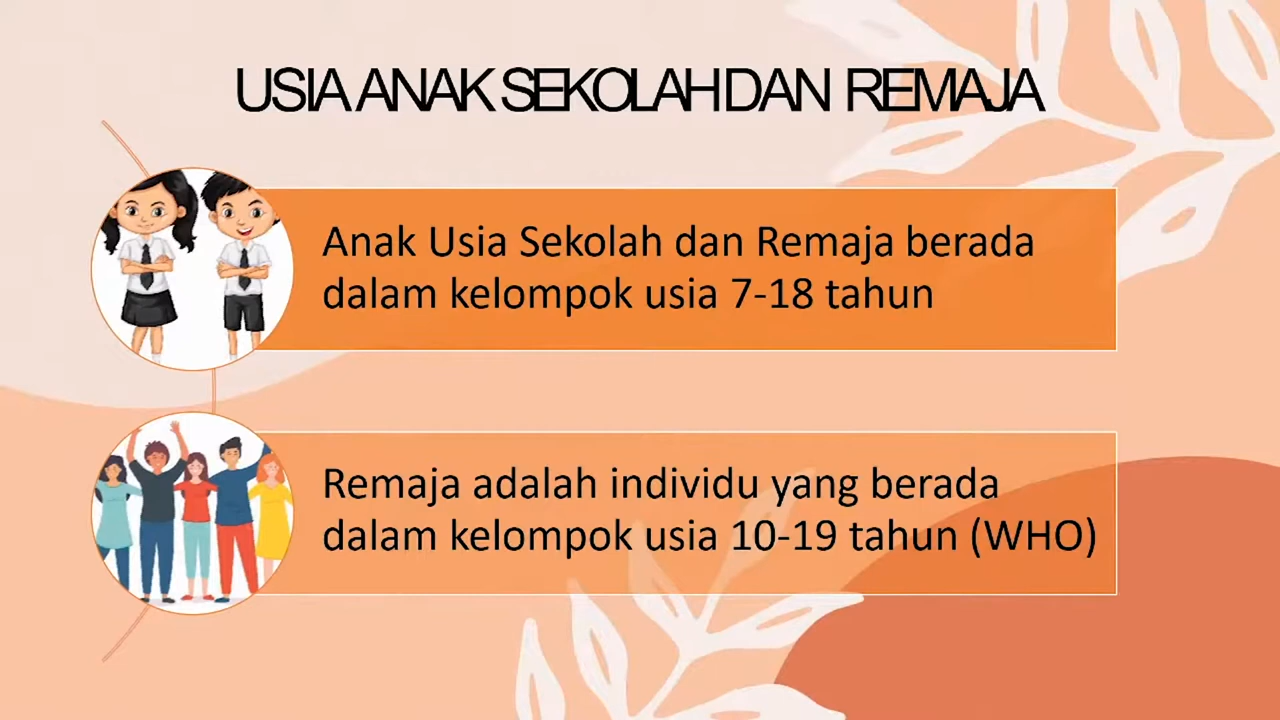 USIA ANAK SEKOLAH DAN REMAJA
Anak Usia Sekolah dan Remaja berada
dalam kelompok usia 7-18 tahun
Remaja adalah individu yang berada
dalam kelompok usia 10-19 tahun (WHO)